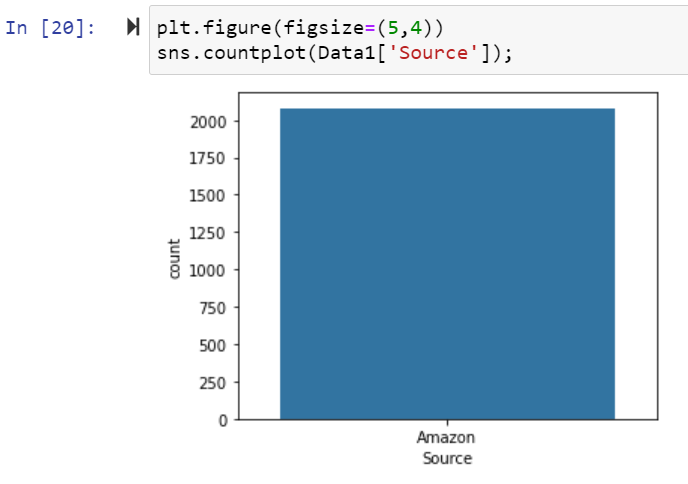 In [20]:
plt.figure(figsize=(5,4))
sns.countplot(Data1['Source']);
2000
1750
1500
1250
1000
750
500
250
0
count
Amazon
Source